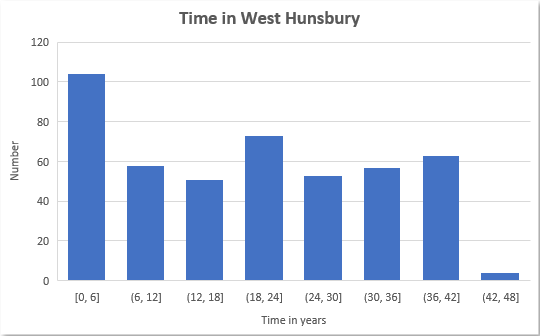 Time in West Hunsbury
120
100
80
60
40
20
0
Number
[0, 6] (6, 12] (12, 18] (18, 24] (24, 30] (30, 36] (36, 42] (42, 48]
Time in years